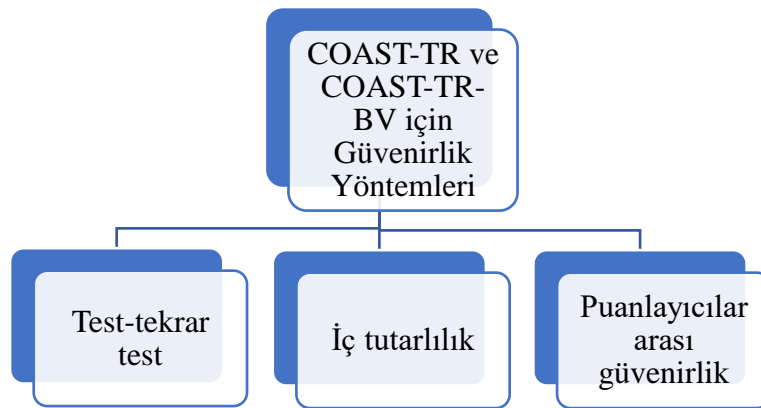 COAST-TR ve
COAST-TR-
BV için
Güvenirlik
Yöntemleri
Test-tekrar
test
İç tutarlılık
Puanlayıcılar
arası
güvenirlik